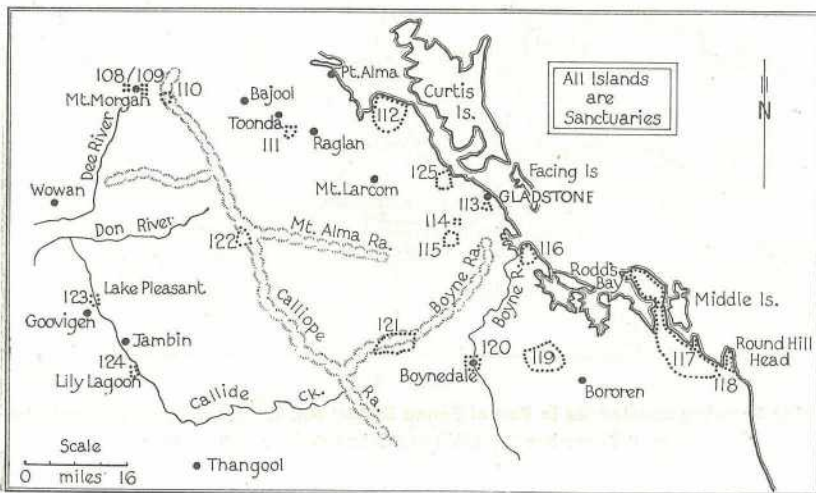 108/109
Mt. Morgan
110
Bajool
Toonda
111
Raglan
Pt. Alma
112
Curtis
Is.
All Islands
are
Sanctuaries
N
Dee River
Wowan
Mt. Larcom
125
Facing Is
GLADSTONE
113
114
115
Don River
122
Mt. Alma Ra.
116
Boyne Ra.
Boyne R.
Rodd's
Bay
Middle Is.
123
Lake Pleasant
Goovigen
Calliope
Ra.
121
117
Round Hill
Head
118
Jambin
124
Lily Lagoon
Callide Ck.
120
Boynedale
119
Bororen
Scale
0 miles 16
Thangool